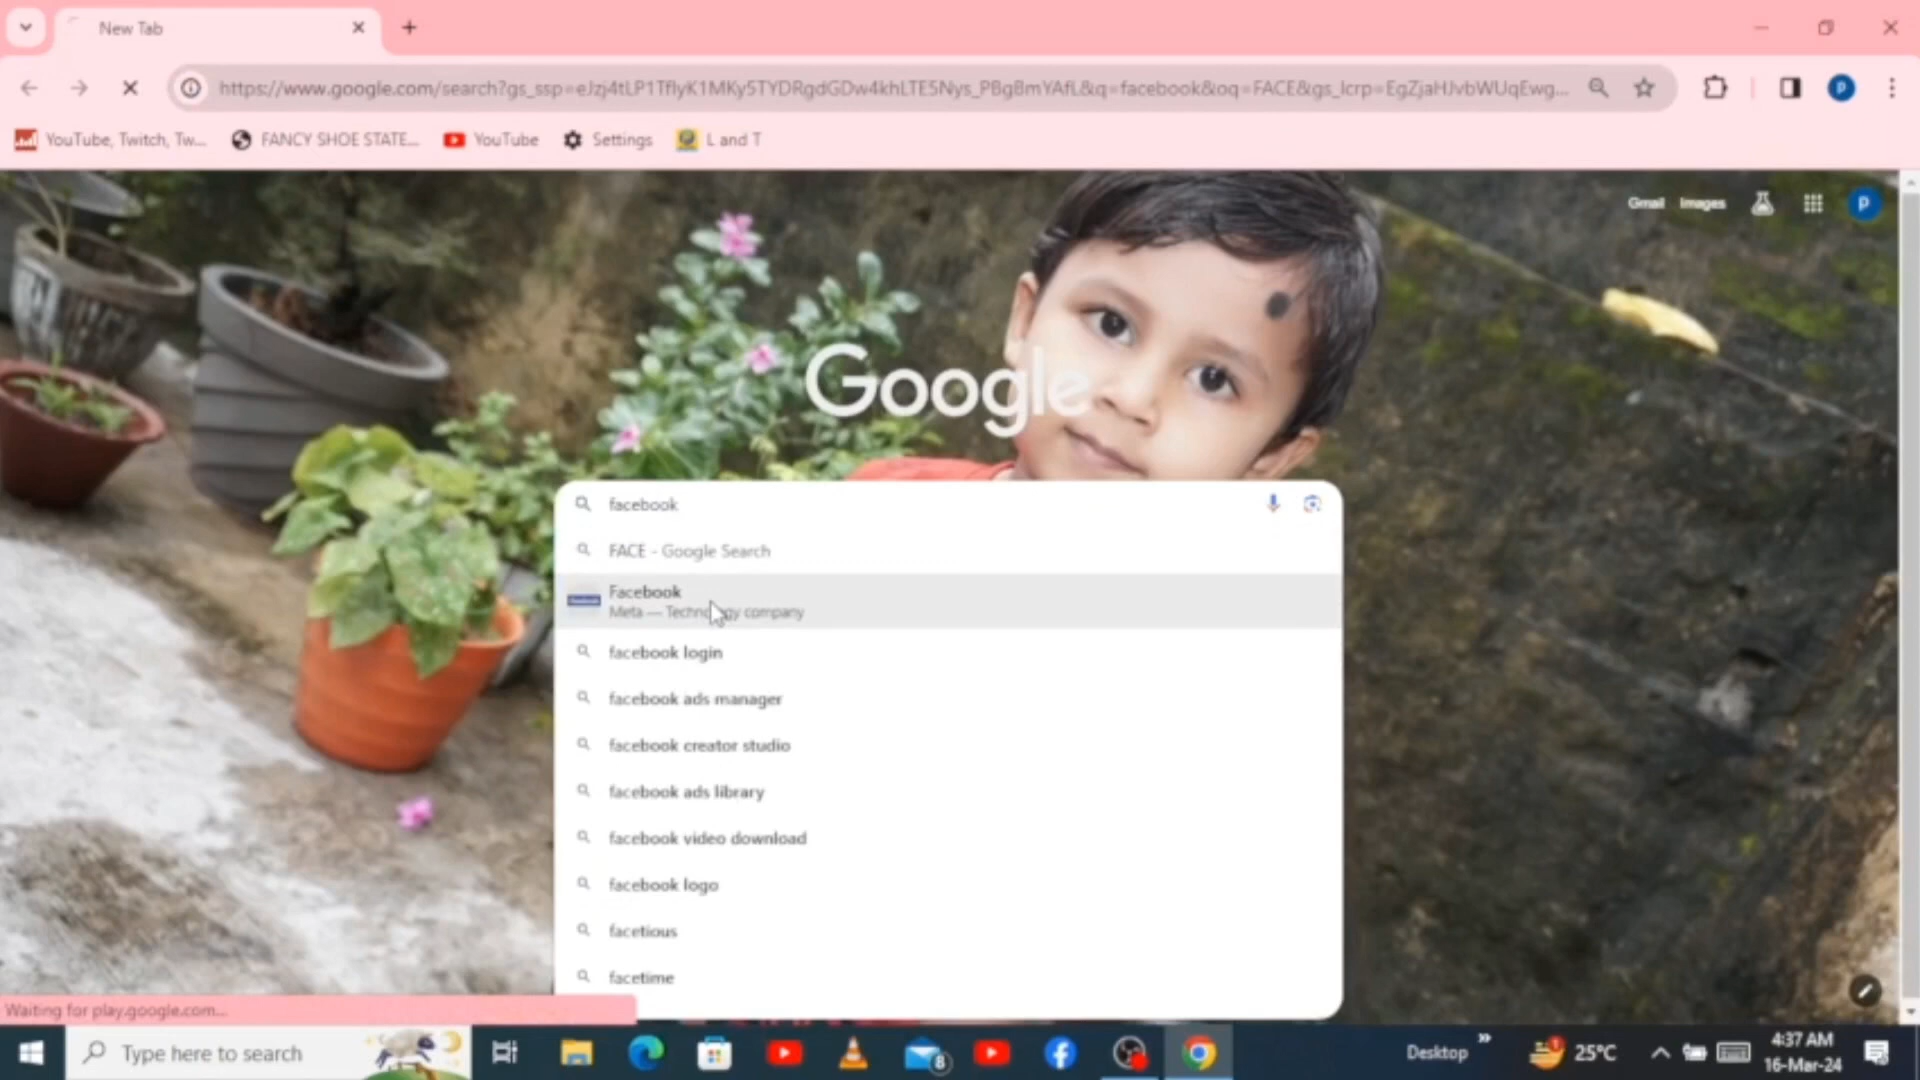 New Tab
https://www.google.com/search?gs_ssp=eJzj4tLP1TflyK1MKy5TYDRgdGDw4khLTE5Nys_PBgBmYAfL&q=facebook&oq=FACE&gs_lcrp=EgZjaHJvbWUqEwg...
YouTube, Twitch, Tw...
FANCY SHOE STATE...
YouTube
Settings
L and T
Gmail Images
P
Google
facebook
FACE - Google Search
Facebook
Meta — Technology company
facebook login
facebook ads manager
facebook creator studio
facebook ads library
facebook video download
facebook logo
facetious
facetime
Waiting for play.google.com...
Type here to search
8
Desktop
25°C
4:37 AM
16-Mar-24